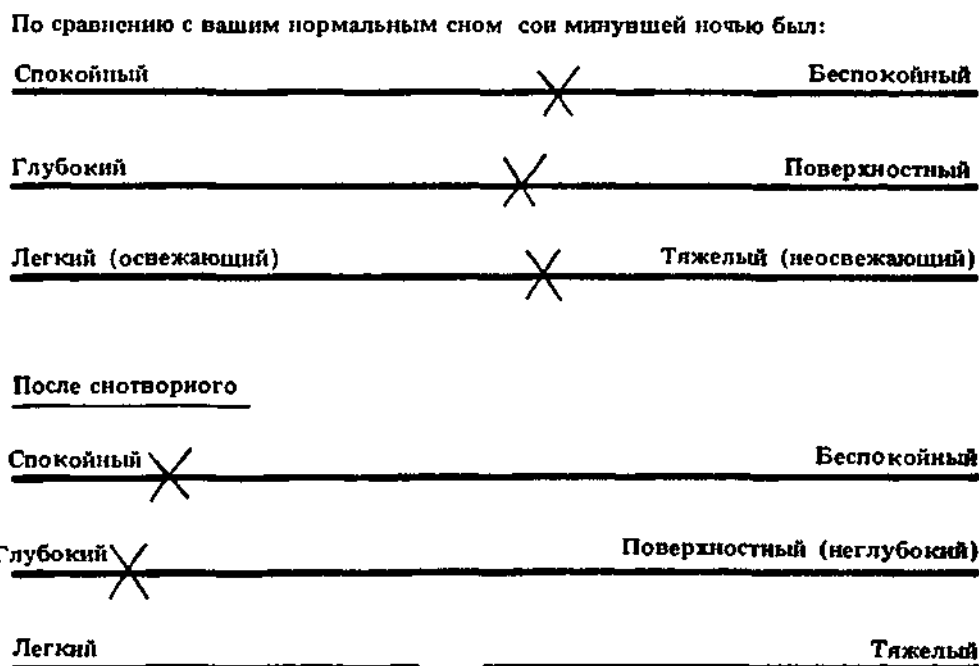 По сравнению с вашим нормальным сном сон минувшей ночью был:
Спокойный Беспокойный
Глубокий Поверхностный
Легкий (освежающий) Тяжелый (неосвежающий)
После снотворного
Спокойный Беспокойный
Глубокий Поверхностный (неглубокий)
Легкий Тяжелый